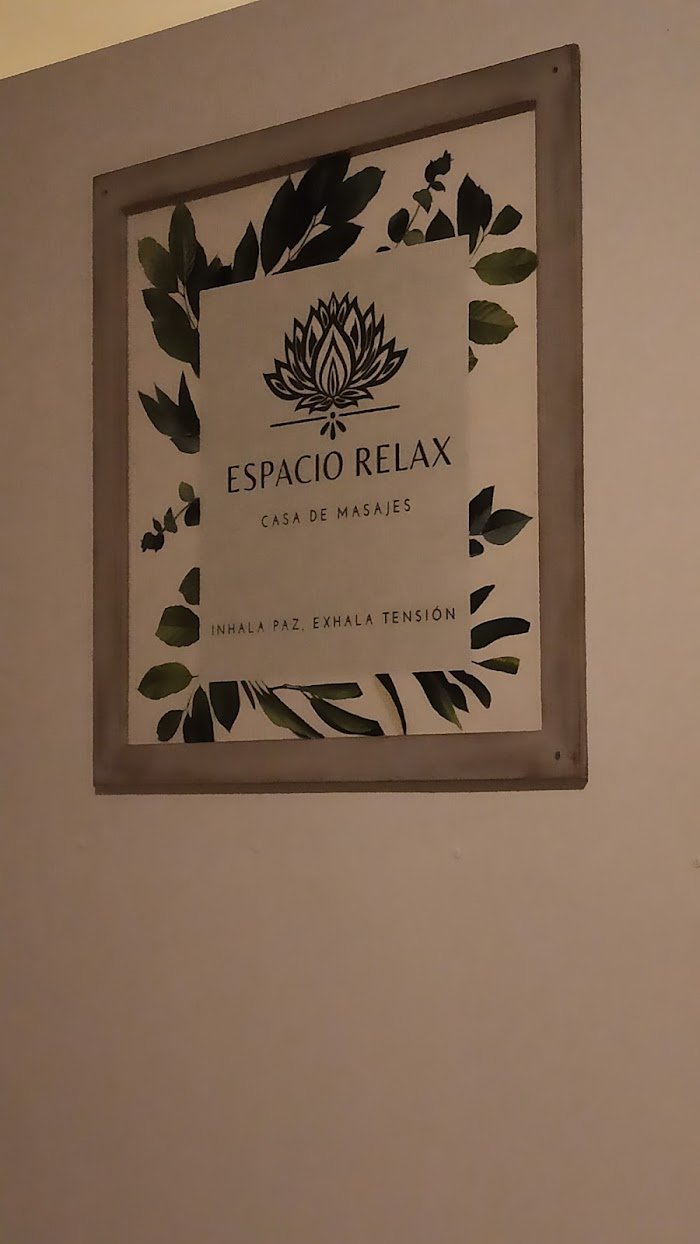 ESPACIO RELAX
CASA DE MASAJES
INHALA PAZ, EXHALA TENSIÓN